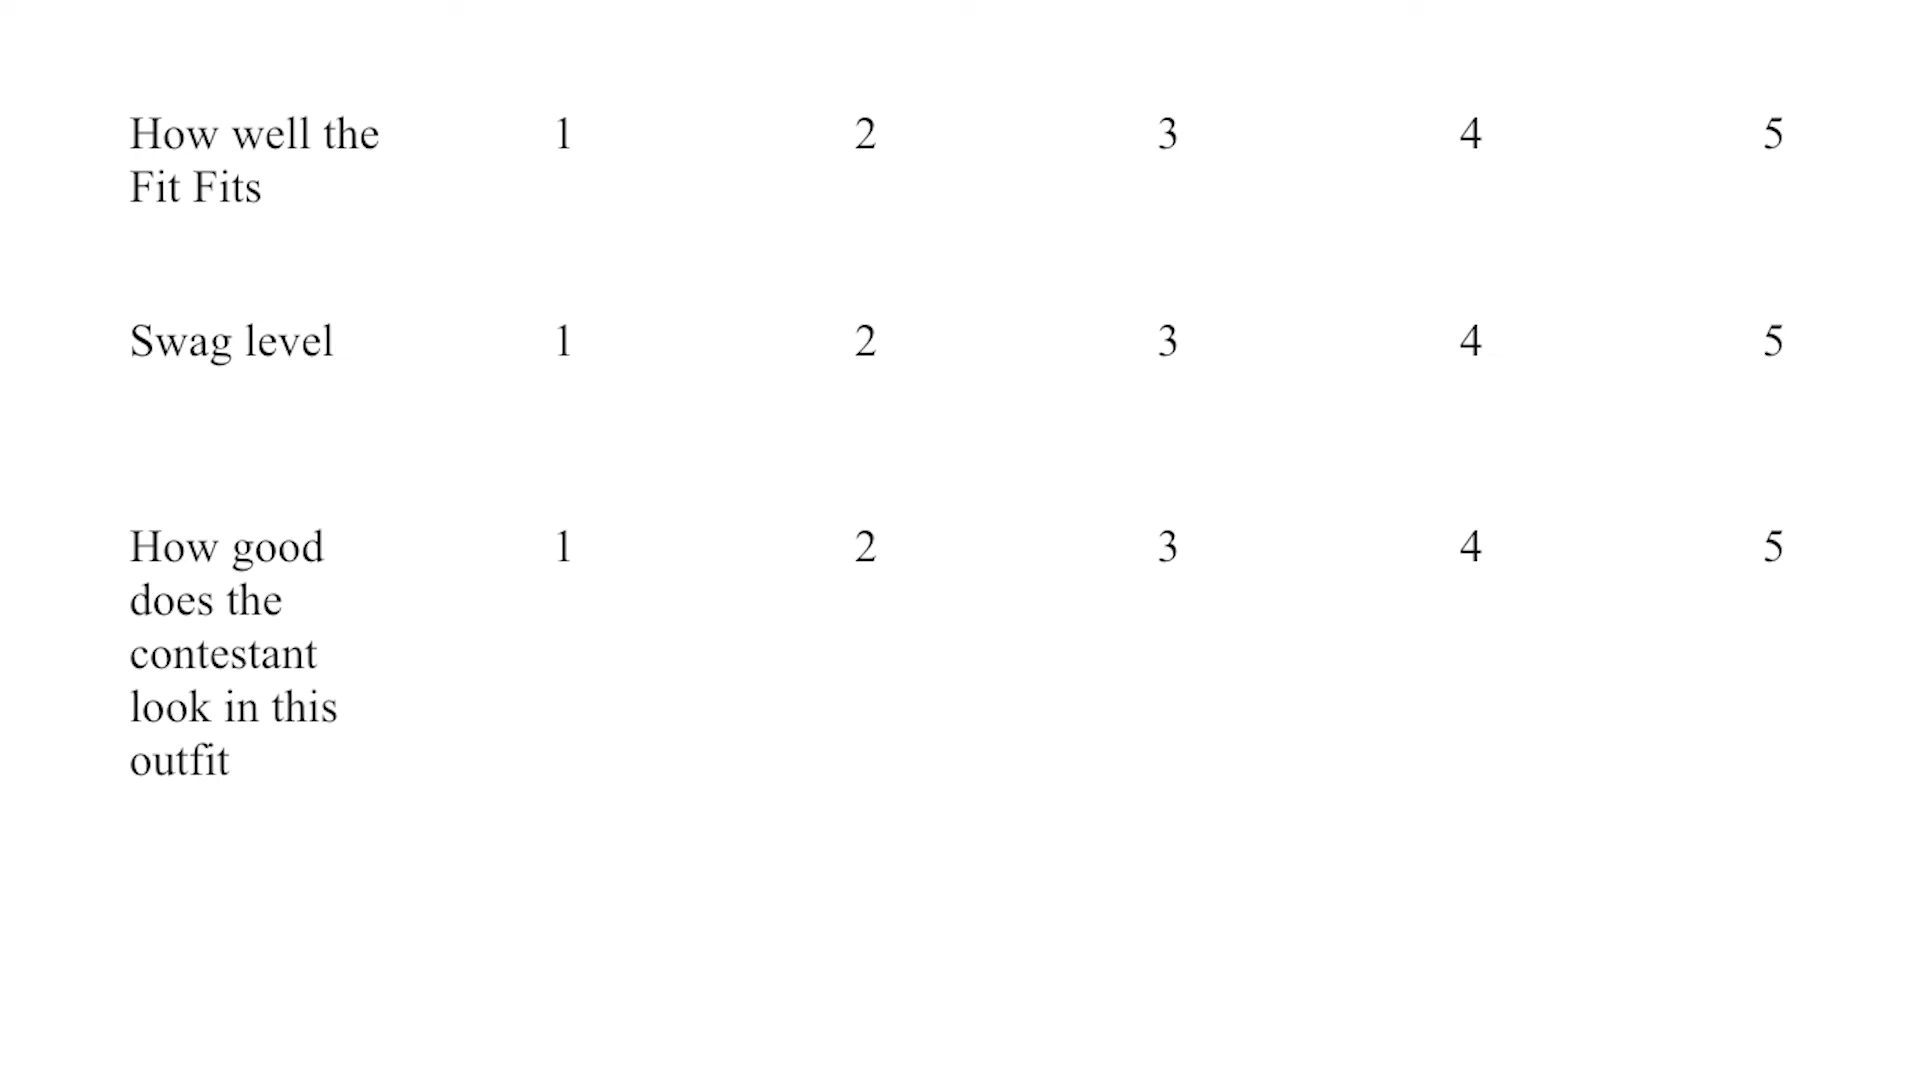 How well the 1 2 3 4 5
Fit Fits
Swag level 1 2 3 4 5
How good 1 2 3 4 5
does the
contestant
look in this
outfit